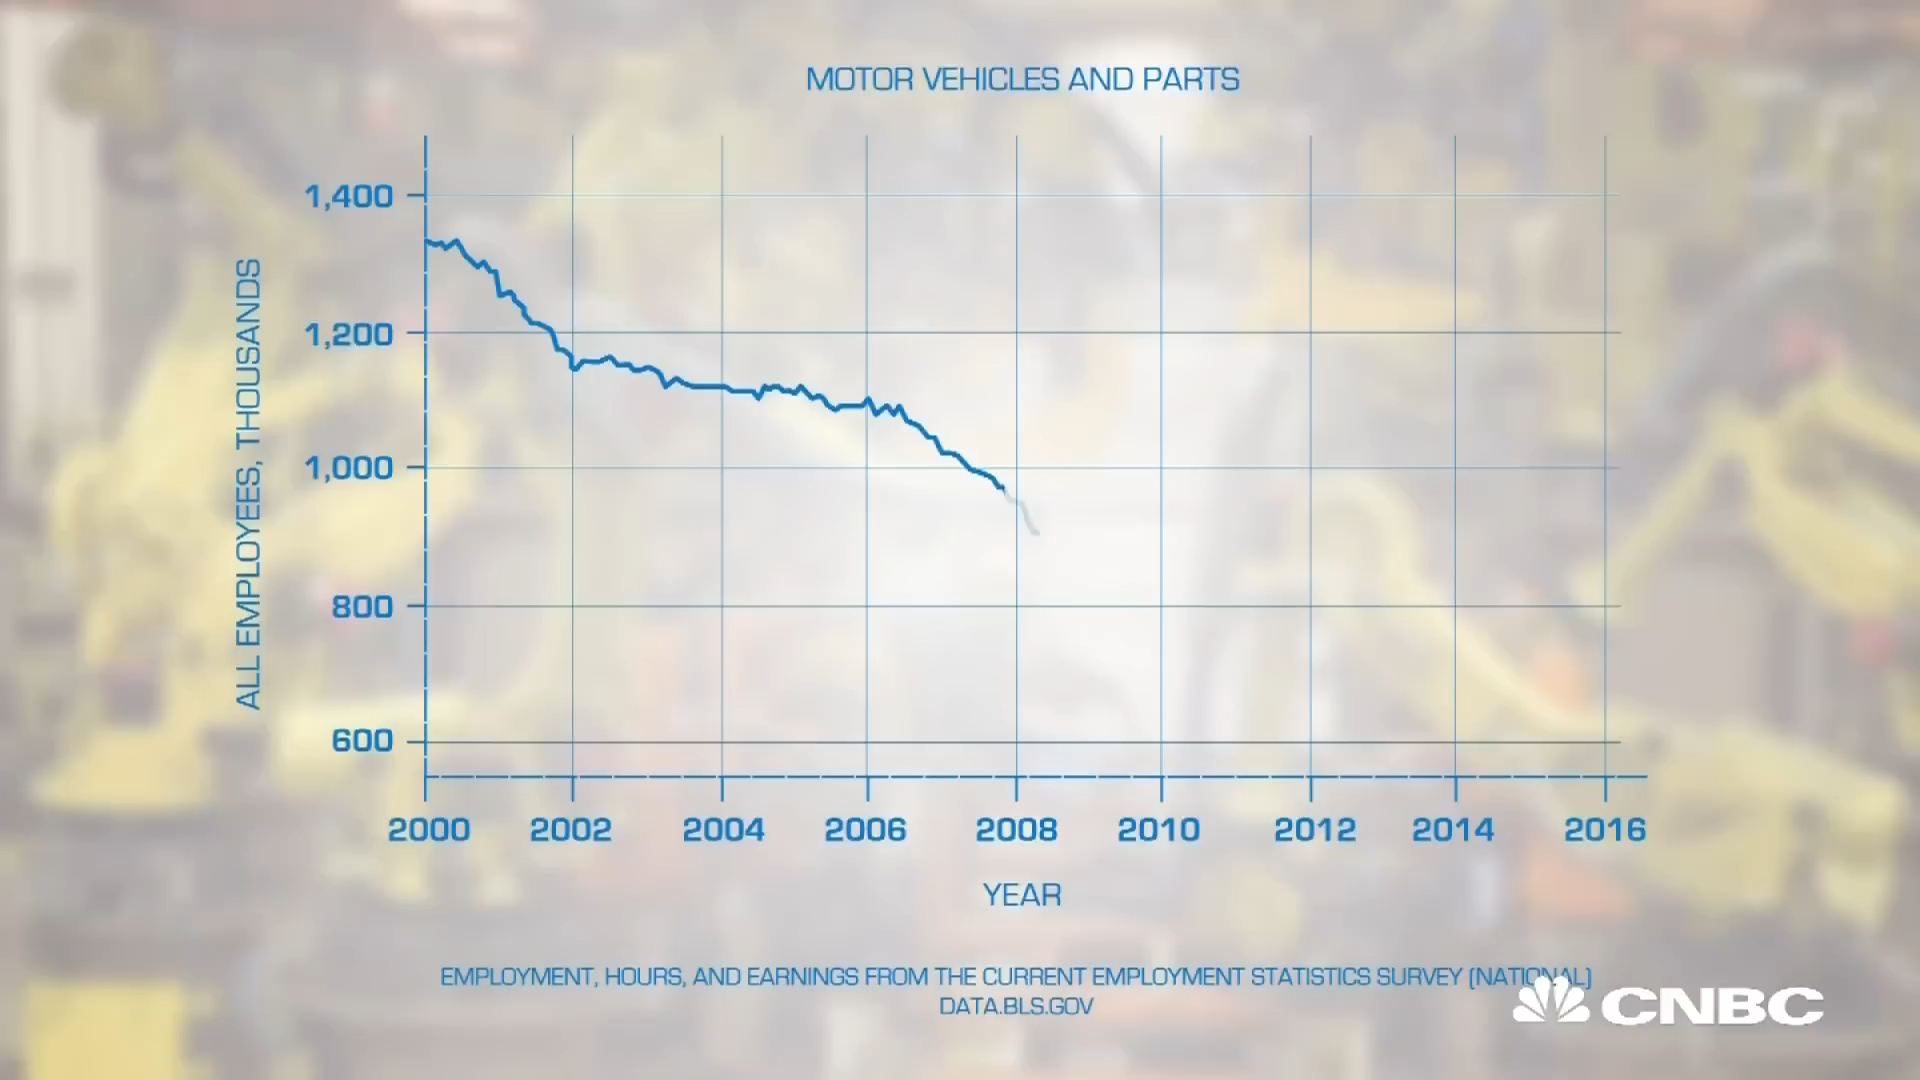 MOTOR VEHICLES AND PARTS
1,400
1,200
1,000
800
600
ALL EMPLOYEES, THOUSANDS
2000 2002 2004 2006 2008 2010 2012 2014 2016
YEAR
EMPLOYMENT, HOURS, AND EARNINGS FROM THE CURRENT EMPLOYMENT STATISTICS SURVEY (NATIONAL)
DATA.BLS.GOV
CNBC